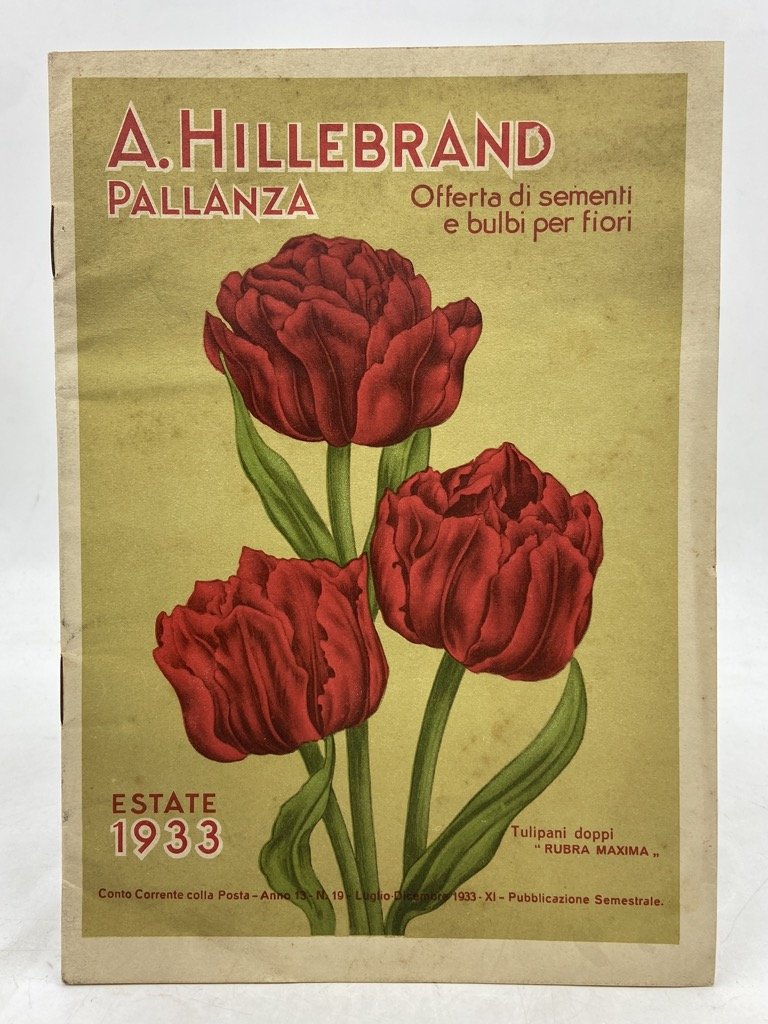 A. HILLEBRAND
PALLANZA
Offerta di sementi
e bulbi per fiori
ESTATE
1933
Tulipani doppi
" RUBRA MAXIMA „
Conto Corrente colla Posta – Anno 13 - N. 19 - Luglio-Dicembre 1933 - XI – Pubblicazione Semestrale.